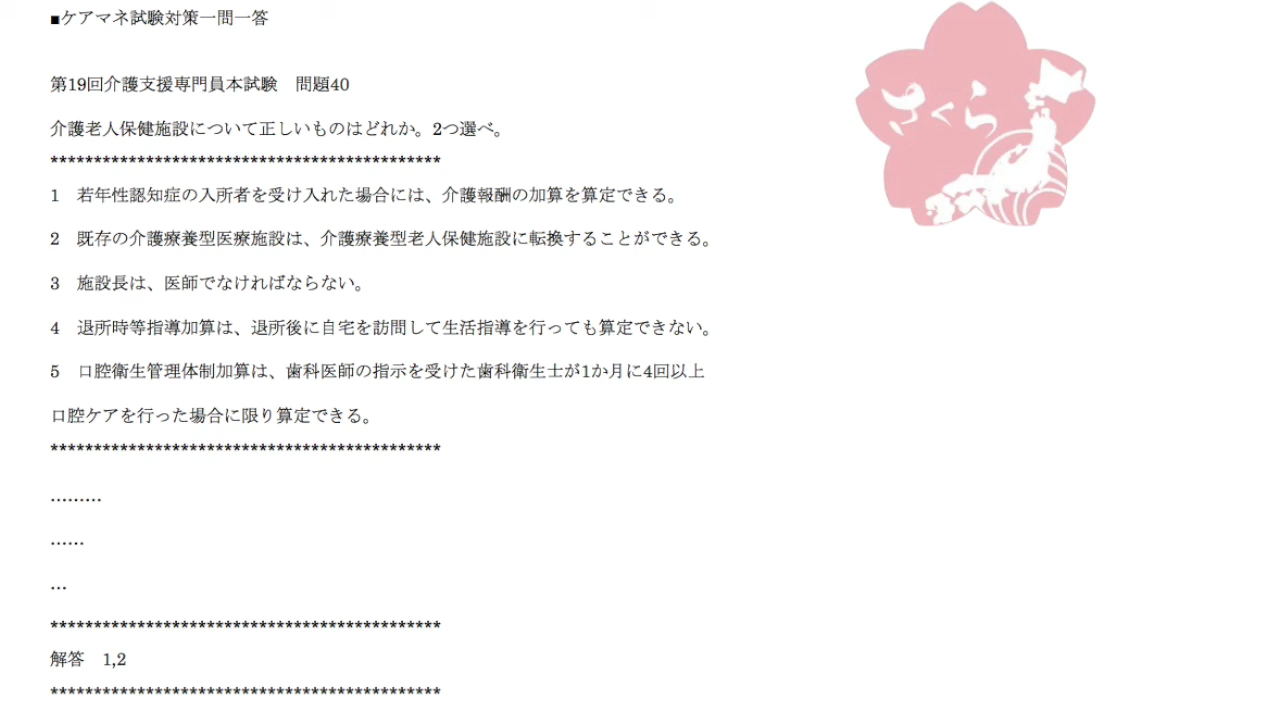 ■ケアマネ試験対策一問一答
第19回介護支援専門員本試験　問題40
介護老人保健施設について正しいものはどれか。2つ選べ。
*********************************************
1　若年性認知症の入所者を受け入れた場合には、介護報酬の加算を算定できる。
2　既存の介護療養型医療施設は、介護療養型老人保健施設に転換することができる。
3　施設長は、医師でなければならない。
4　退所時等指導加算は、退所後に自宅を訪問して生活指導を行っても算定できない。
5　口腔衛生管理体制加算は、歯科医師の指示を受けた歯科衛生士が1か月に4回以上
口腔ケアを行った場合に限り算定できる。
*********************************************
………
……
…
*********************************************
解答　1,2
*********************************************
さくら